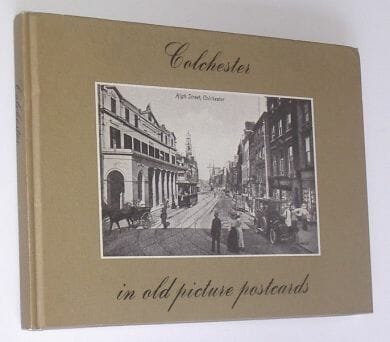 Colchester
High Street, Colchester
in old picture postcards